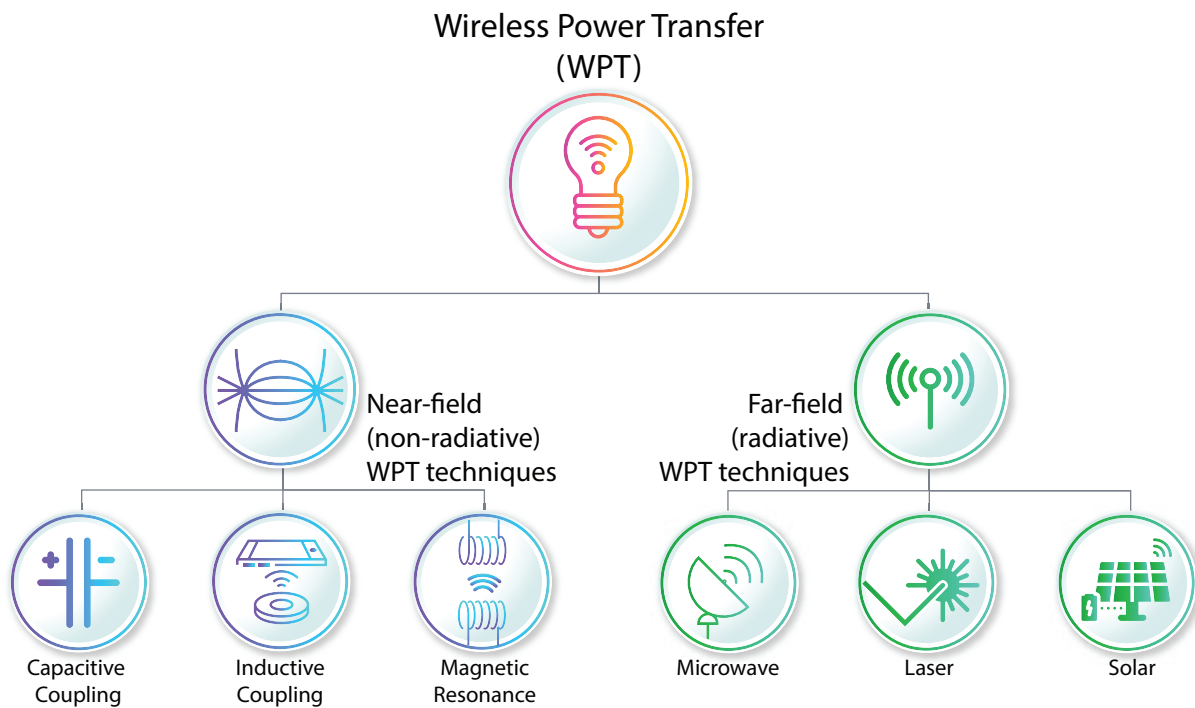 Wireless Power Transfer
(WPT)
Near-field
(non-radiative)
WPT techniques
Far-field
(radiative)
WPT techniques
Capacitive
Coupling
Inductive
Coupling
Magnetic
Resonance
Microwave
Laser
Solar